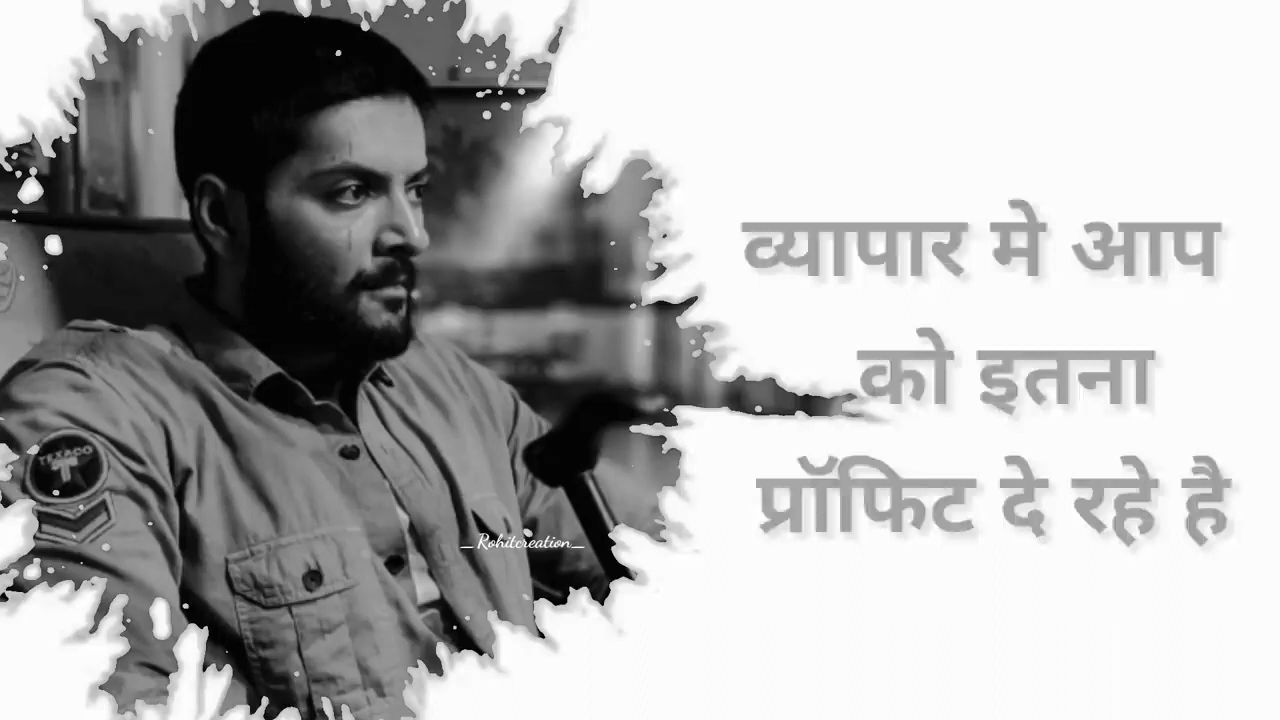 व्यापार मे आप
को इतना
प्रॉफिट दे रहे है
TEXACO
T
_Rohitcreation_